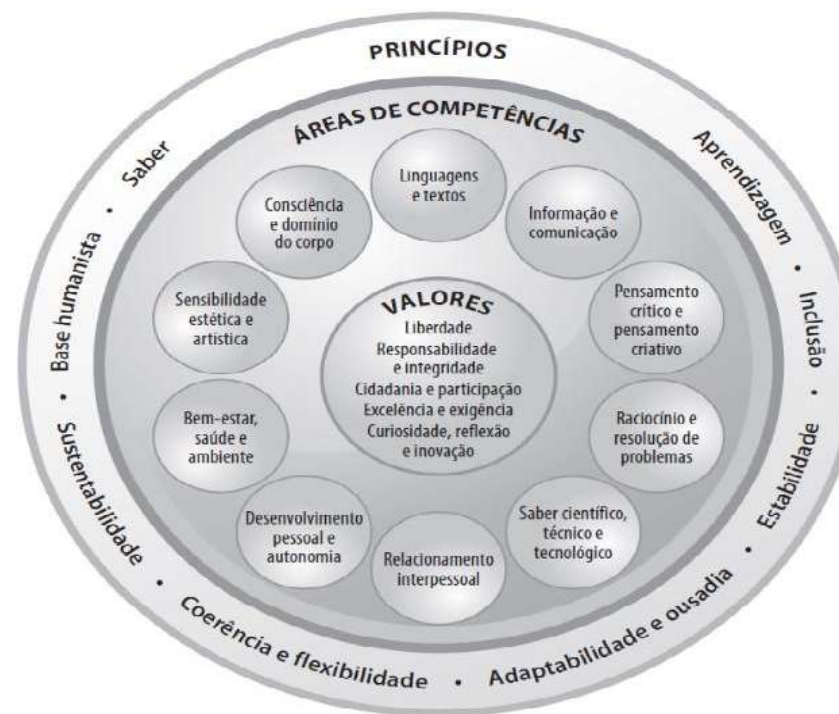 PRINCÍPIOS
Aprendizagem
Inclusão
Estabilidade
Adaptabilidade e ousadia
Coerência e flexibilidade
Sustentabilidade
Base humanista
Saber
ÁREAS DE COMPETÊNCIAS
Linguagens
e textos
Informação e
comunicação
Pensamento
crítico e
pensamento
criativo
Raciocínio e
resolução de
problemas
Saber científico,
técnico e
tecnológico
Relacionamento
interpessoal
Desenvolvimento
pessoal e
autonomia
Bem-estar,
saúde e
ambiente
Sensibilidade
estética e
artística
Consciência
e domínio
do corpo
VALORES
Liberdade
Responsabilidade
e integridade
Cidadania e participação
Excelência e exigência
Curiosidade, reflexão
e inovação